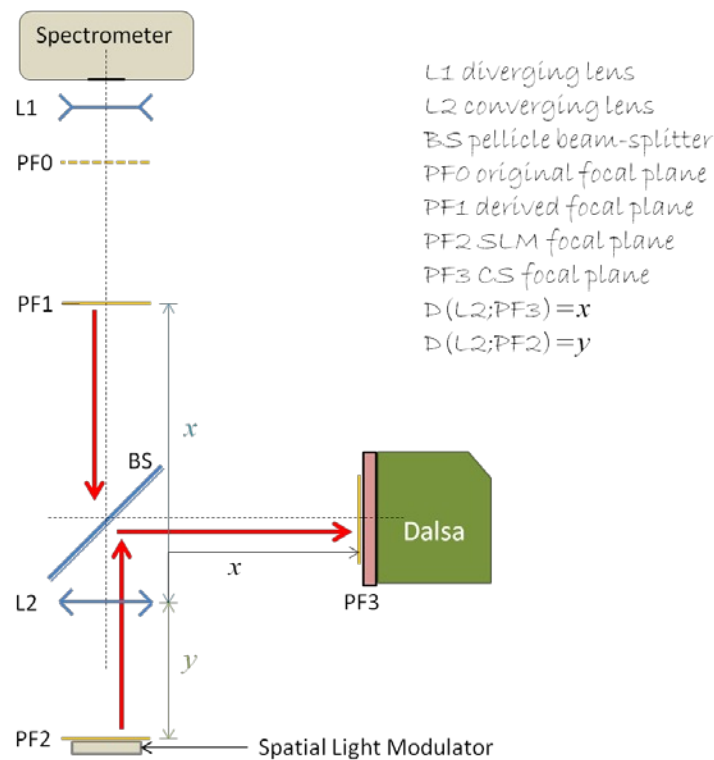 Spectrometer
L1
PF0
PF1
BS
x
x
Dalsa
L2
PF3
y
PF2
Spatial Light Modulator
L1 diverging lens
L2 converging lens
BS pellicle beam-splitter
PF0 original focal plane
PF1 derived focal plane
PF2 SLM focal plane
PF3 CS focal plane
D(L2;PF3)=x
D(L2;PF2)=y